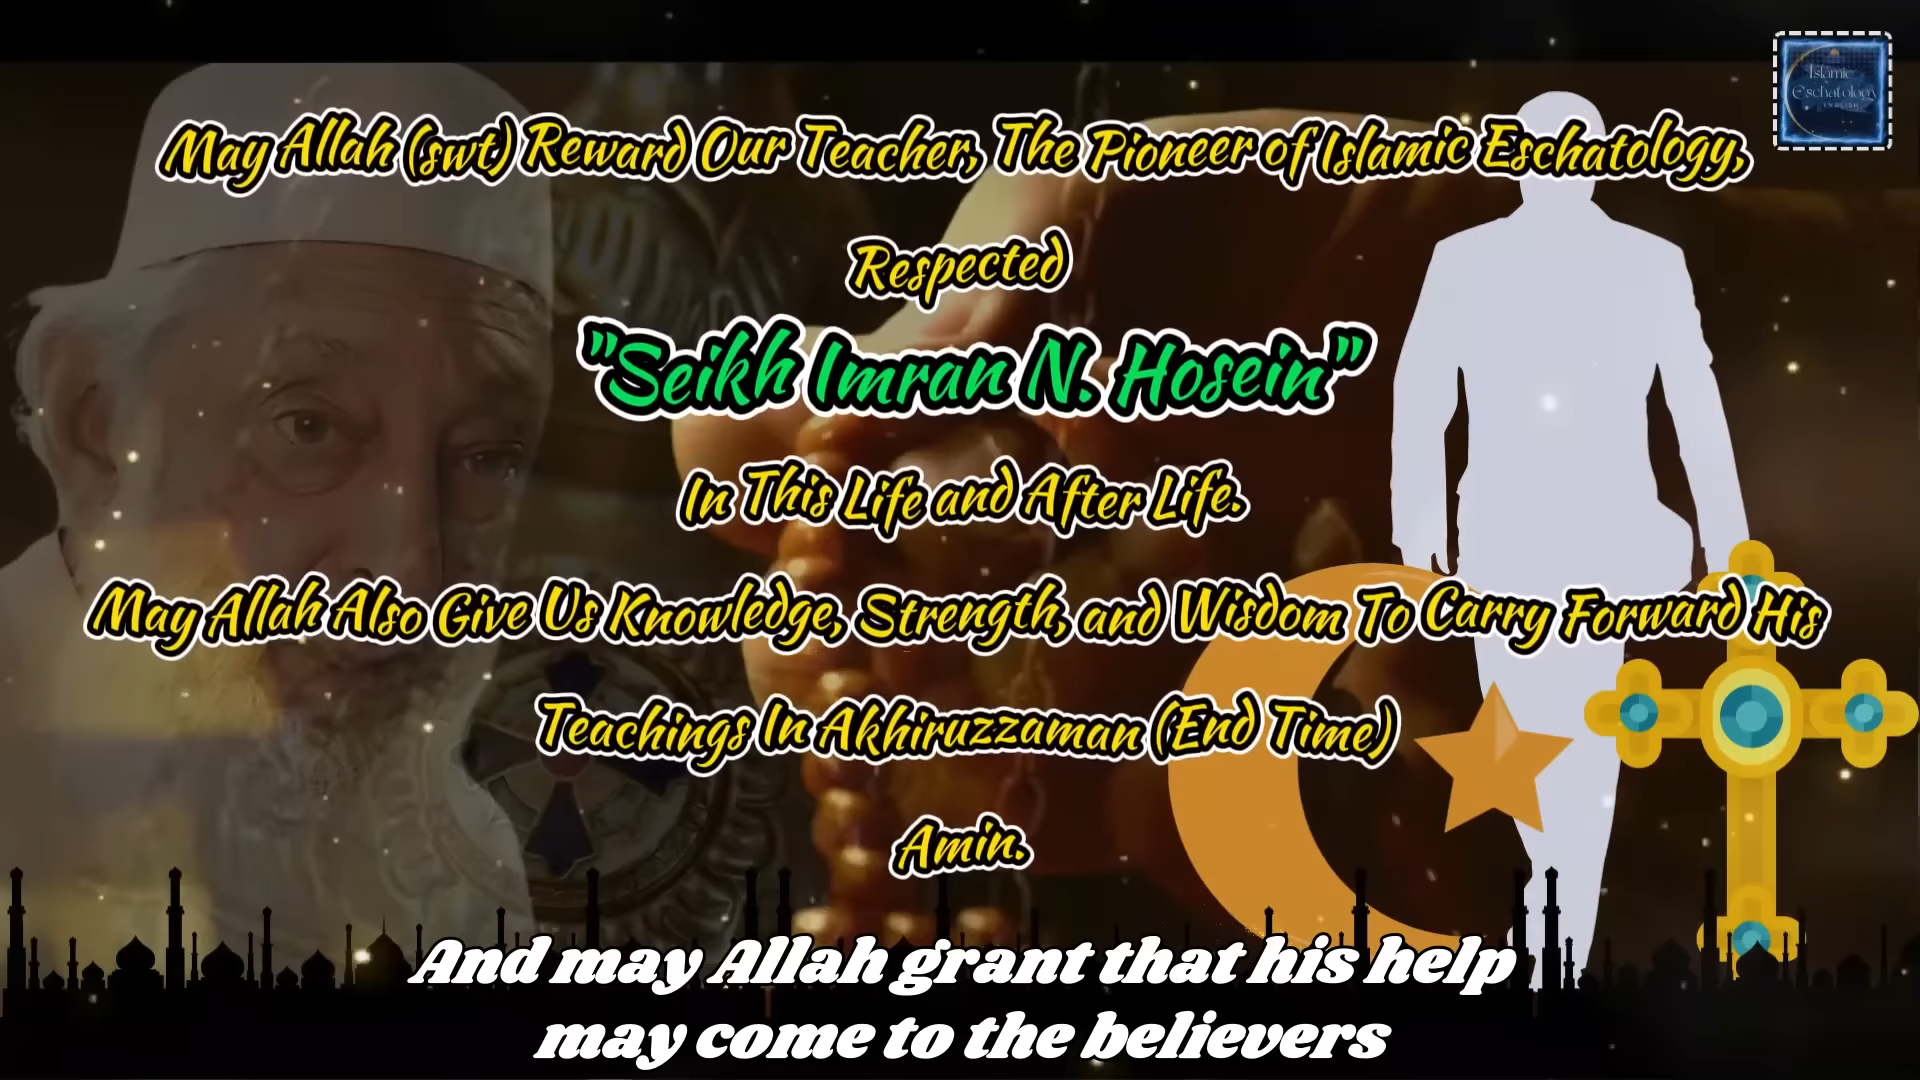 Islamic
Eschatology
ENGLISH
May Allah (swt) Reward Our Teacher, The Pioneer of Islamic Eschatology,
Respected
"Seikh Imran N. Hosein"
In This Life and After Life.
May Allah Also Give Us Knowledge, Strength, and Wisdom To Carry Forward His
Teachings In Akhiruzzaman (End Time)
Amin.
And may Allah grant that his help
may come to the believers